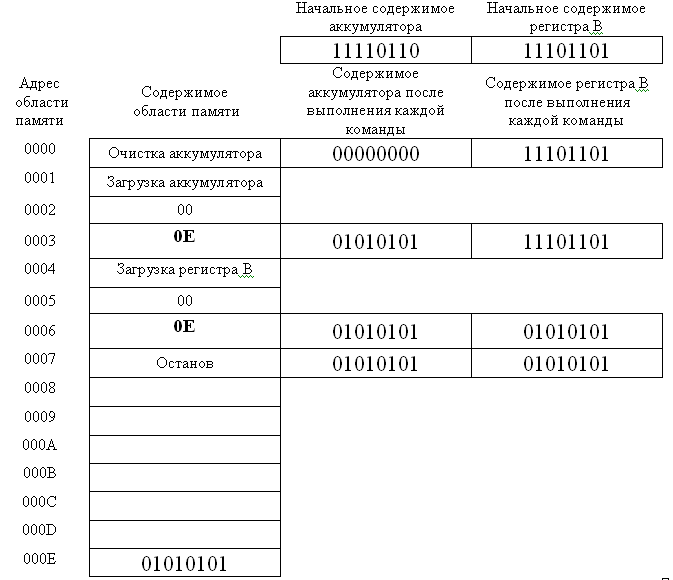 Начальное содержимое аккумулятора
Начальное содержимое регистра В
11110110 11101101
Адрес области памяти
Содержимое области памяти
Содержимое аккумулятора после выполнения каждой команды
Содержимое регистра В после выполнения каждой команды
0000 Очистка аккумулятора 00000000 11101101
0001 Загрузка аккумулятора
0002 00
0003 0Е 01010101 11101101
0004 Загрузка регистра В
0005 00
0006 0Е 01010101 01010101
0007 Останов 01010101 01010101
0008
0009
000A
000B
000C
000D
000E 01010101